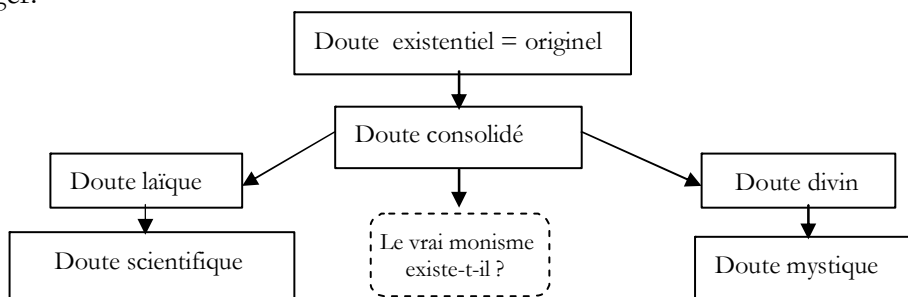 Doute existentiel = originel
Doute consolidé
Doute laïque
Doute divin
Le vrai monisme
existe-t-il ?
Doute scientifique
Doute mystique